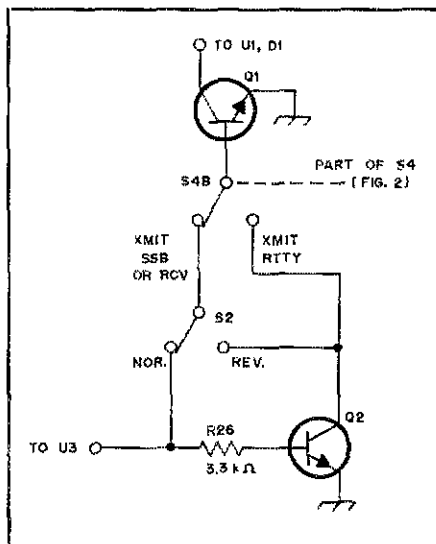 TO U1, D1
Q1
S4B
PART OF S4
(FIG. 2)
XMIT
SSB
OR RCV
XMIT
RTTY
S2
NOR.
REV.
Q2
TO U3
R26
3.3 kΩ